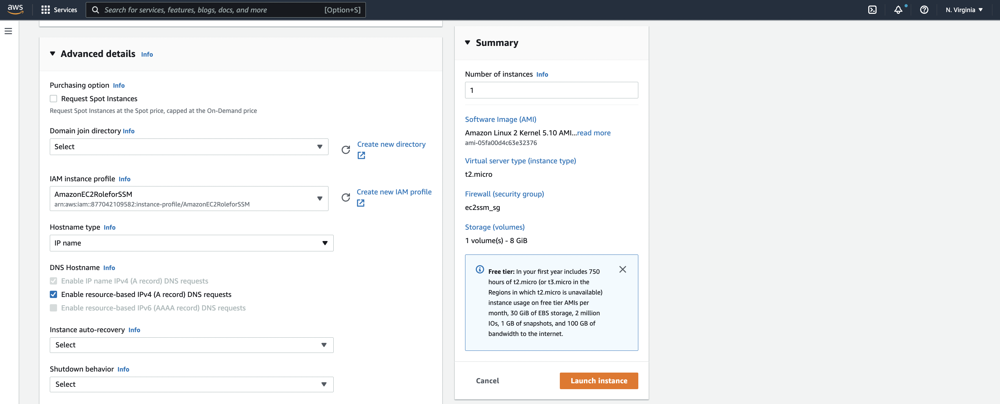 aws
Services
Search for services, features, blogs, docs, and more
[Option+S]
N. Virginia
Advanced details Info
Purchasing option Info
Request Spot Instances
Request Spot Instances at the Spot price, capped at the On-Demand price
Domain join directory Info
Select
Create new directory
IAM instance profile Info
AmazonEC2RoleforSSM
arn:aws:iam::877042109582:instance-profile/AmazonEC2RoleforSSM
Create new IAM profile
Hostname type Info
IP name
DNS Hostname Info
Enable IP name IPv4 (A record) DNS requests
Enable resource-based IPv4 (A record) DNS requests
Enable resource-based IPv6 (AAAA record) DNS requests
Instance auto-recovery Info
Select
Shutdown behavior Info
Select
Summary
Number of instances Info
1
Software Image (AMI)
Amazon Linux 2 Kernel 5.10 AMI...read more
ami-05fa00d4c63e32376
Virtual server type (instance type)
t2.micro
Firewall (security group)
ec2ssm_sg
Storage (volumes)
1 volume(s) - 8 GiB
Free tier: In your first year includes 750
hours of t2.micro (or t3.micro in the
Regions in which t2.micro is unavailable)
instance usage on free tier AMIs per
month, 30 GiB of EBS storage, 2 million
IOs, 1 GB of snapshots, and 100 GB of
bandwidth to the internet.
Cancel
Launch instance